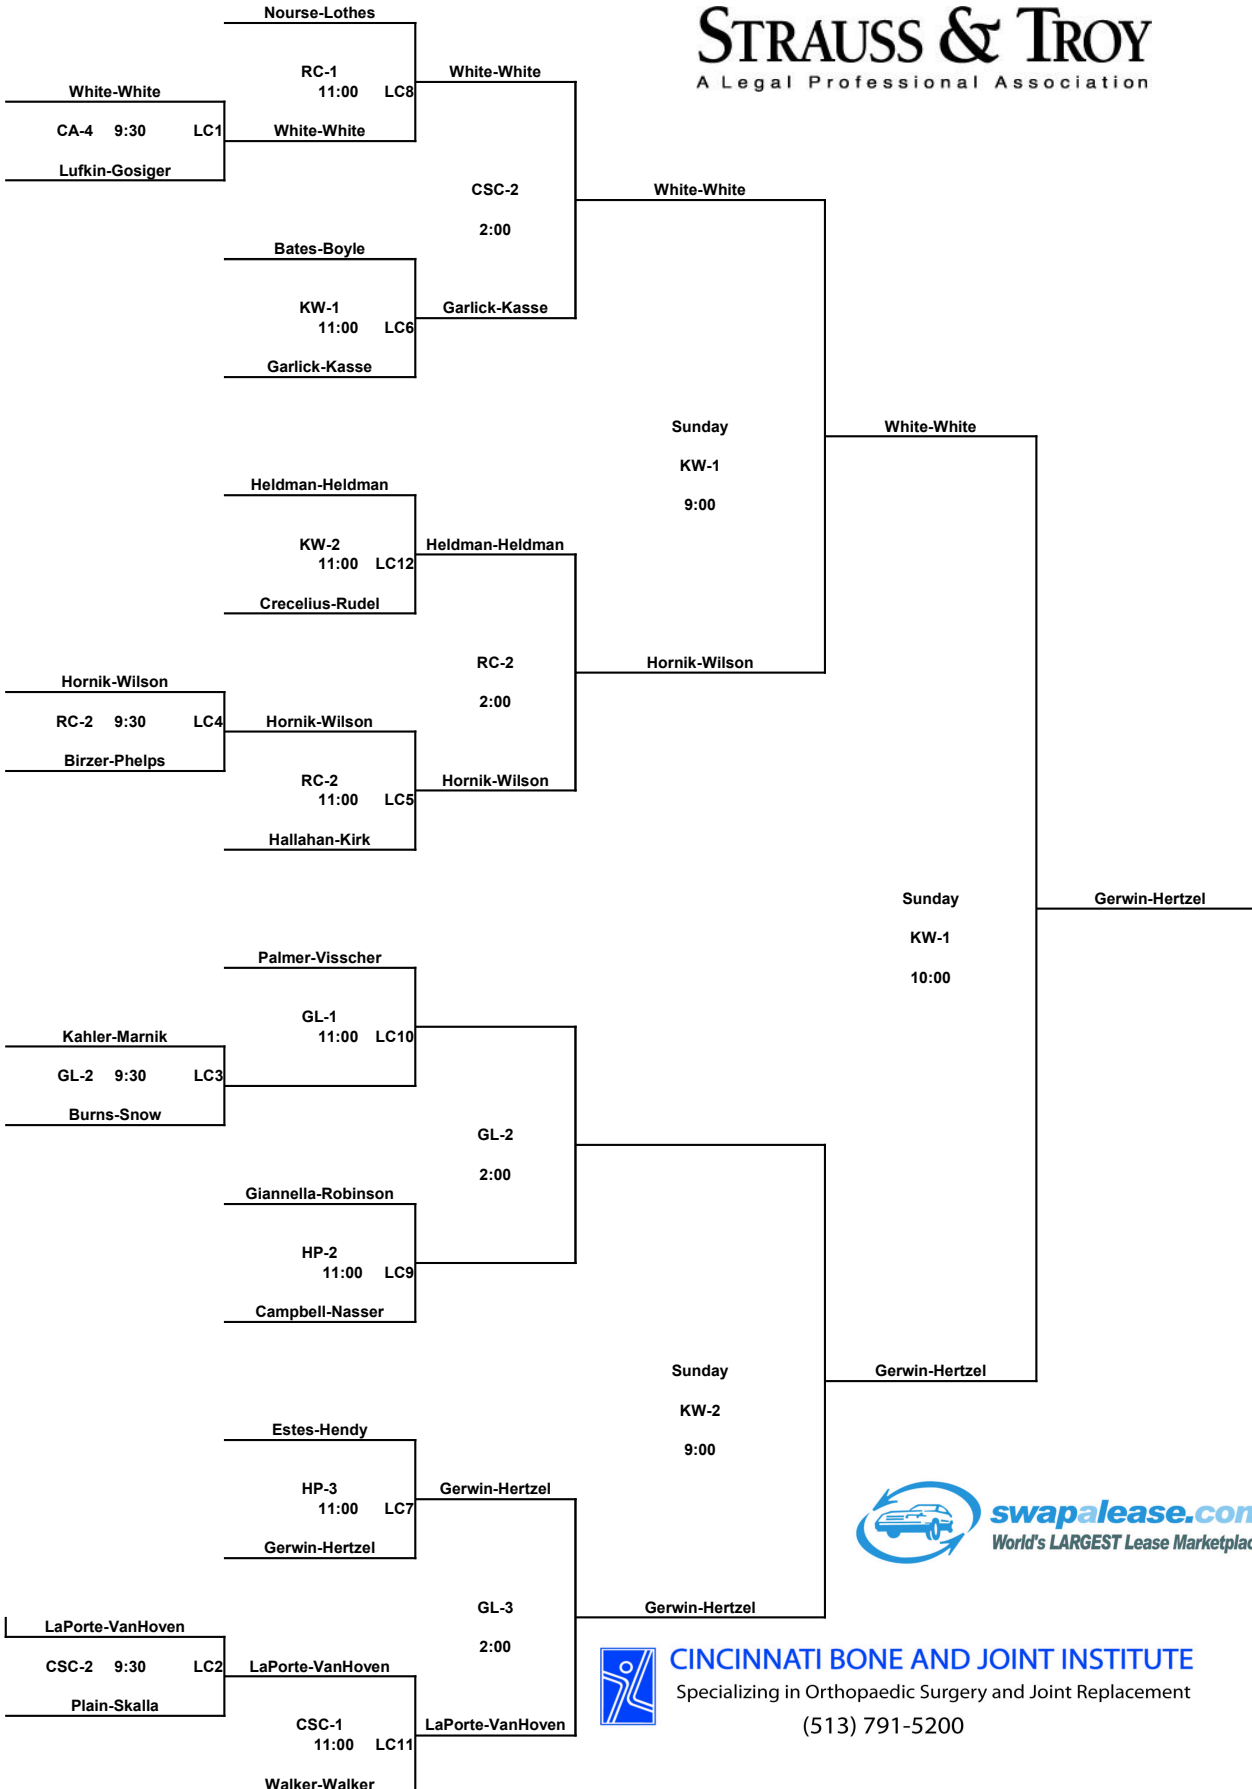 Nourse-Lothes
STRAUSS & TROY
A Legal Professional Association
RC-1
White-White
11:00 LC8
White-White
CA-4 9:30 LC1
White-White
Lufkin-Gosiger
CSC-2
White-White
2:00
Bates-Boyle
KW-1
Garlick-Kasse
11:00 LC6
Garlick-Kasse
Sunday
White-White
KW-1
Heldman-Heldman
9:00
KW-2
Heldman-Heldman
11:00 LC12
Crecelius-Rudel
RC-2
Hornik-Wilson
Hornik-Wilson
2:00
RC-2 9:30 LC4
Hornik-Wilson
Birzer-Phelps
RC-2
Hornik-Wilson
11:00 LC5
Hallahan-Kirk
Sunday
Gerwin-Hertzel
KW-1
Palmer-Visscher
10:00
GL-1
Kahler-Marnik
11:00 LC10
GL-2 9:30 LC3
Burns-Snow
GL-2
2:00
Giannella-Robinson
HP-2
11:00 LC9
Campbell-Nasser
Sunday
Gerwin-Hertzel
KW-2
Estes-Hendy
9:00
HP-3
Gerwin-Hertzel
11:00 LC7
swapalease.com
World's LARGEST Lease Marketplac
Gerwin-Hertzel
GL-3
Gerwin-Hertzel
LaPorte-VanHoven
2:00
CSC-2 9:30 LC2
LaPorte-VanHoven
CINCINNATI BONE AND JOINT INSTITUTE
Specializing in Orthopaedic Surgery and Joint Replacement
Plain-Skalla
CSC-1
LaPorte-VanHoven
(513) 791-5200
11:00 LC11
Walker-Walker